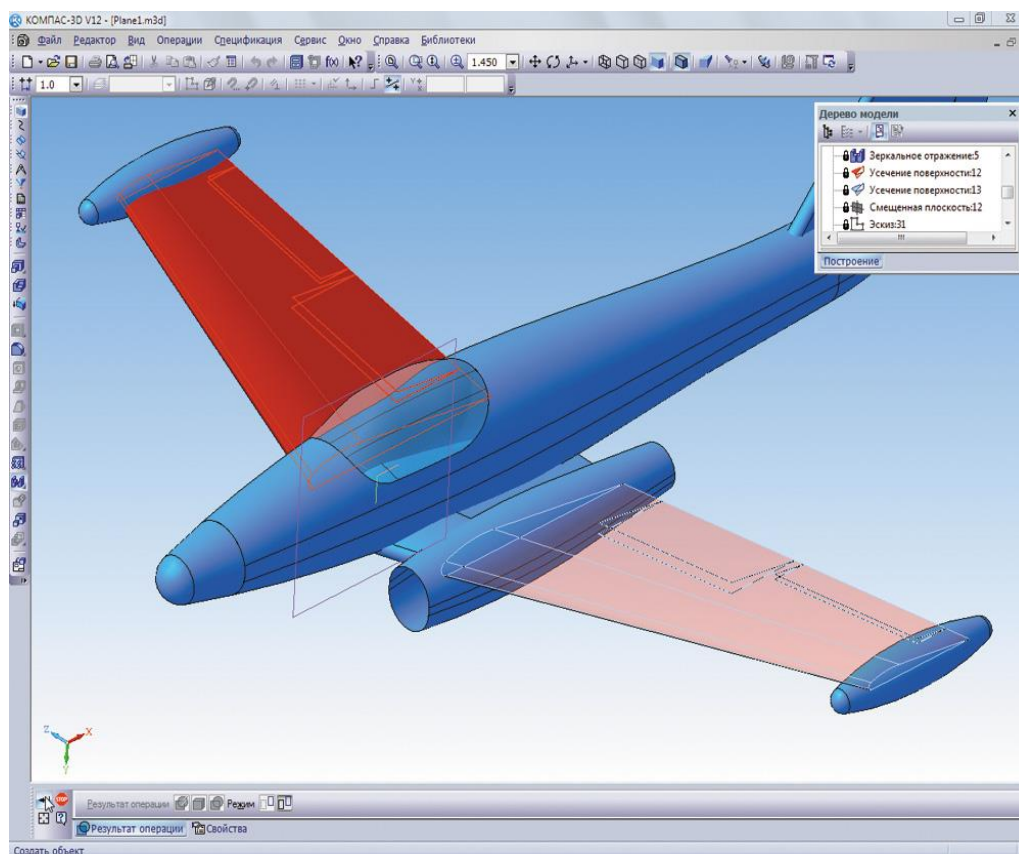 КОМПАС-3D V12 - [Plane1.m3d]
Файл Редактор Вид Операции Спецификация Сервис Окно Справка Библиотеки
1.450
1.0
Дерево модели
Зеркальное отражение:5
Усечение поверхности:12
Усечение поверхности:13
Смещенная плоскость:12
Эскиз:31
Построение
Z X
Y
STOP Результат операции Режим
Результат операции Свойства
Создать объект